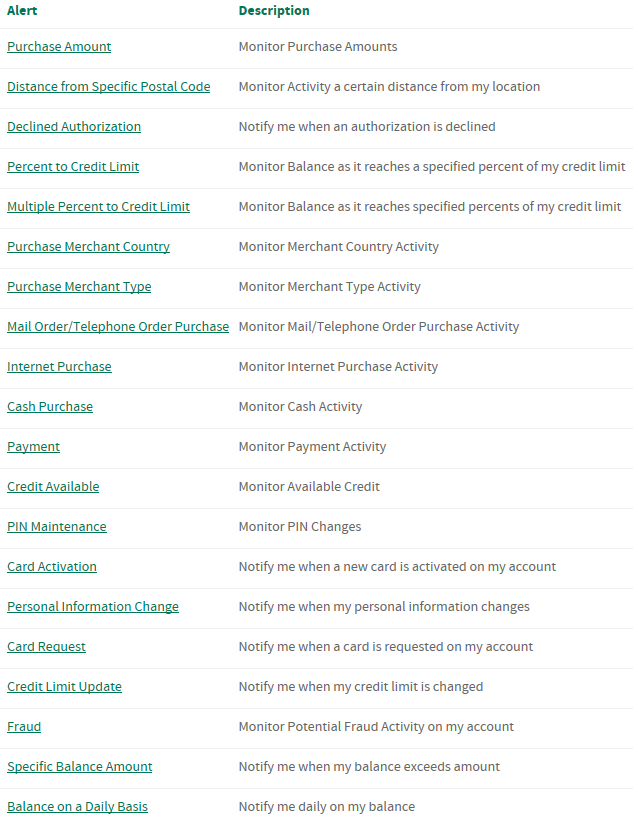 Alert Description
Purchase Amount Monitor Purchase Amounts
Distance from Specific Postal Code Monitor Activity a certain distance from my location
Declined Authorization Notify me when an authorization is declined
Percent to Credit Limit Monitor Balance as it reaches a specified percent of my credit limit
Multiple Percent to Credit Limit Monitor Balance as it reaches specified percents of my credit limit
Purchase Merchant Country Monitor Merchant Country Activity
Purchase Merchant Type Monitor Merchant Type Activity
Mail Order/Telephone Order Purchase Monitor Mail/Telephone Order Purchase Activity
Internet Purchase Monitor Internet Purchase Activity
Cash Purchase Monitor Cash Activity
Payment Monitor Payment Activity
Credit Available Monitor Available Credit
PIN Maintenance Monitor PIN Changes
Card Activation Notify me when a new card is activated on my account
Personal Information Change Notify me when my personal information changes
Card Request Notify me when a card is requested on my account
Credit Limit Update Notify me when my credit limit is changed
Fraud Monitor Potential Fraud Activity on my account
Specific Balance Amount Notify me when my balance exceeds amount
Balance on a Daily Basis Notify me daily on my balance